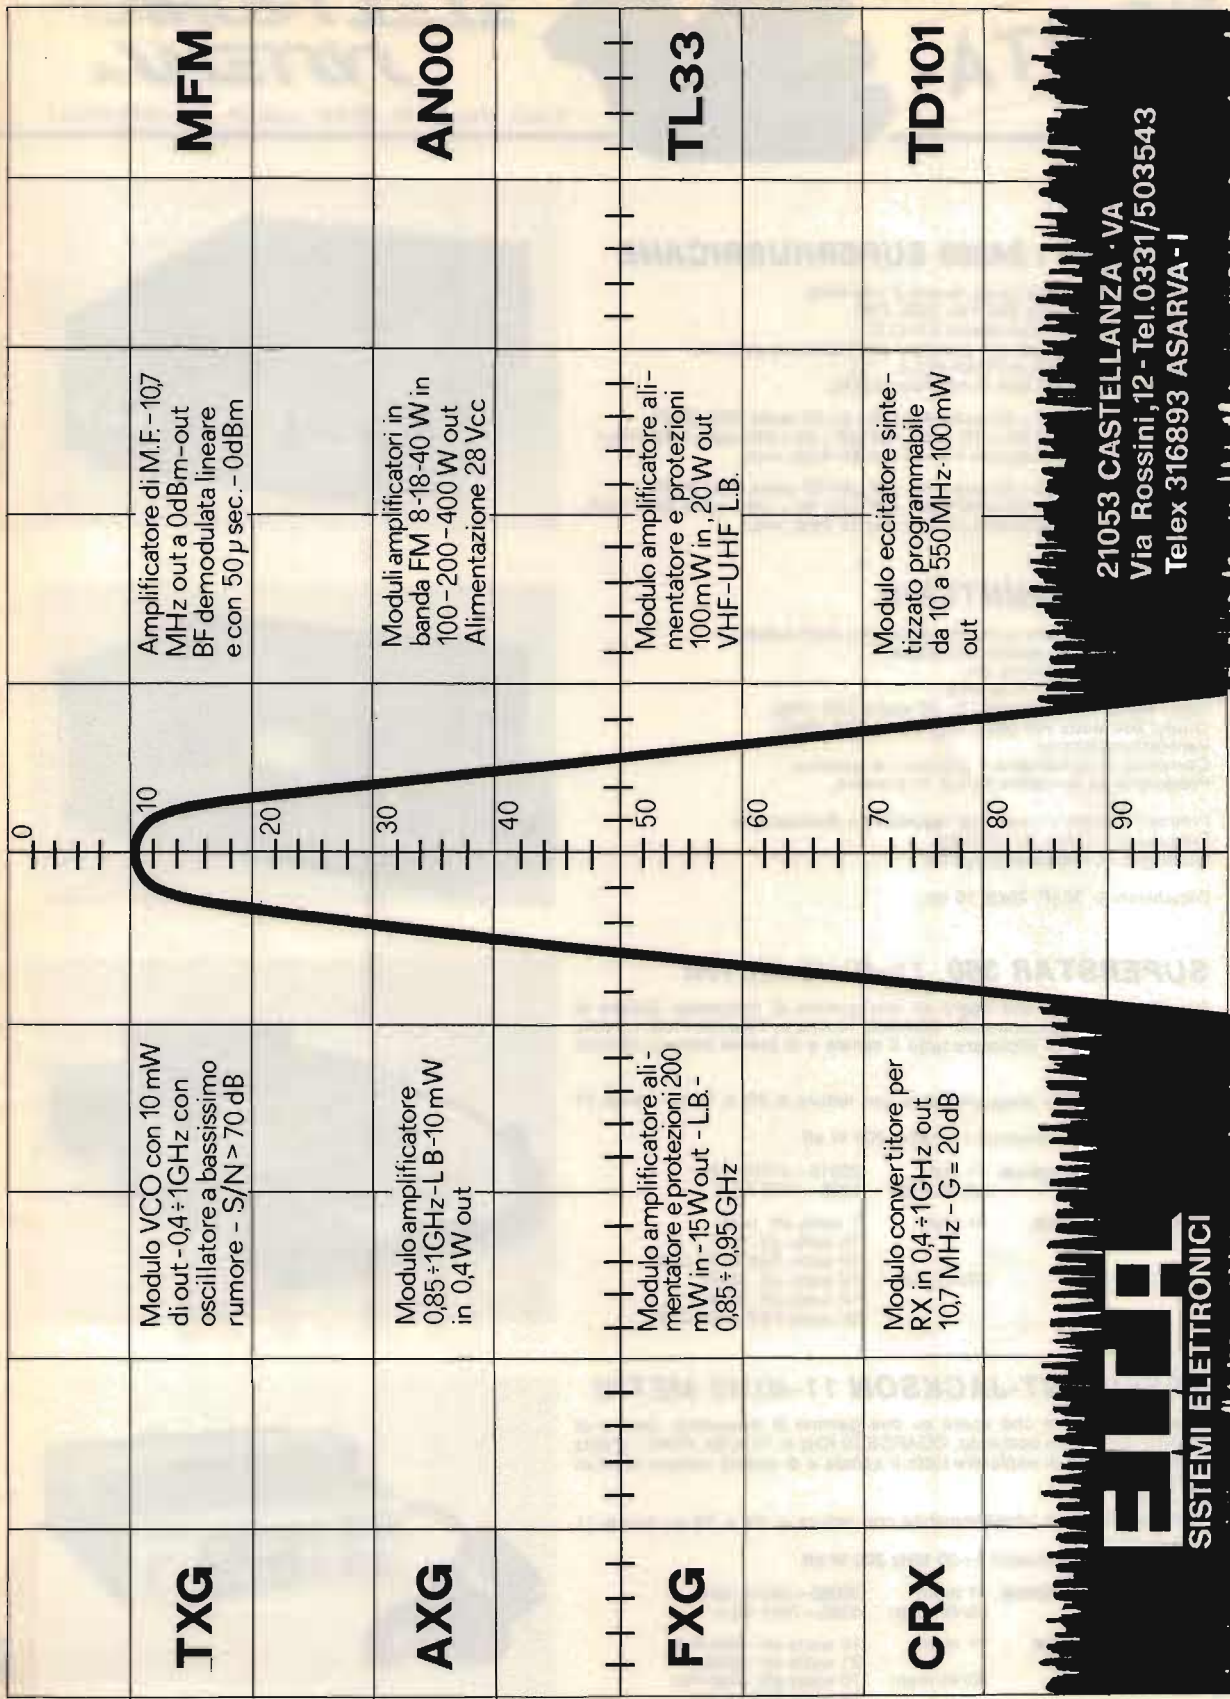 TXG
Modulo VCO con 10 mW
di out - 0,4÷1GHz con
oscillatore a bassissimo
rumore - S/N > 70 dB
Amplificatore di M.F. - 10,7
MHz out a 0dBm-out
BF demodulata lineare
e con 50 µ sec. - 0dBm
MFM
AXG
Modulo amplificatore
0,85÷1GHz - L B - 10 mW
in 0,4 W out
Moduli amplificatori in
banda FM 8-18-40 W in
100-200-400 W out
Alimentazione 28 Vcc
AN00
FXG
Modulo amplificatore ali-
mentatore e protezioni 200
mW in - 15 W out - L.B. -
0,85 ÷ 0,95 GHz
Modulo amplificatore ali-
mentatore e protezioni
100 mW in, 20 W out
VHF-UHF L.B.
TL33
CRX
Modulo convertitore per
RX in 0,4÷1GHz out
10,7 MHz - G = 20dB
Modulo eccitatore sinte-
tizzato programmabile
da 10 a 550MHz-100 mW
out
TD101
0
10
20
30
40
50
60
70
80
90
SISTEMI ELETTRONICI
21053 CASTELLANZA · VA
Via Rossini, 12 - Tel. 0331/503543
Telex 316893 ASARVA - I